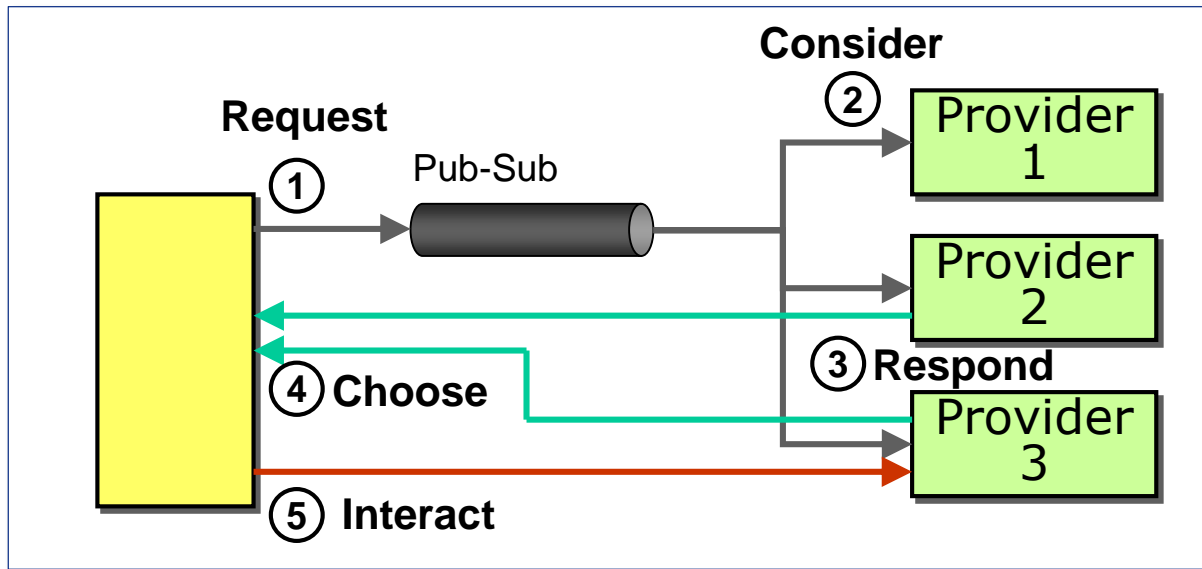 Consider
2
Provider
1
Request
1
Pub-Sub
Provider
2
3 Respond
4 Choose
Provider
3
5 Interact